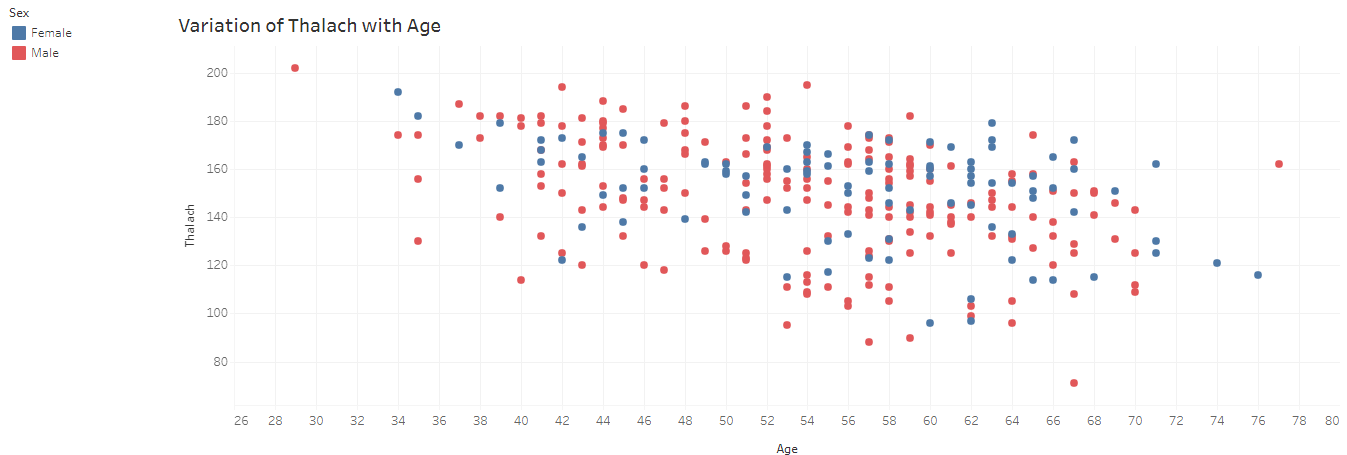 Sex
Female
Male
Variation of Thalach with Age
Thalach
200
180
160
140
120
100
80
26 28 30 32 34 36 38 40 42 44 46 48 50 52 54 56 58 60 62 64 66 68 70 72 74 76 78 80
Age